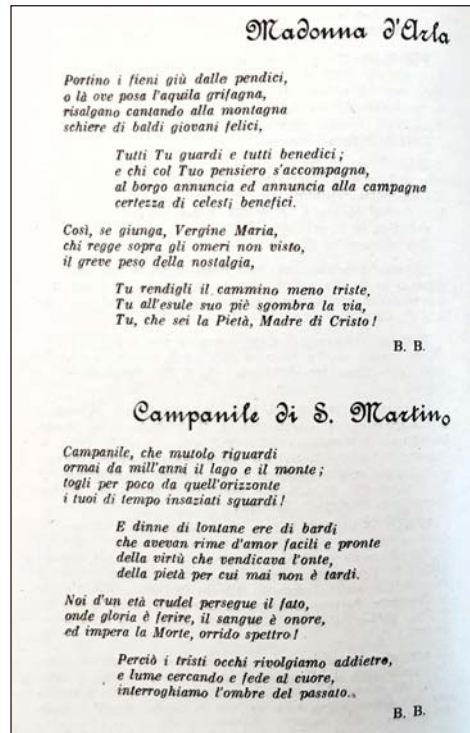 Madonna d'Arla
Portino i fieni giù dalle pendici,
o là ove posa l'aquila grifagna,
risalgano cantando alla montagna
schiere di baldi giovani felici,
Tutti Tu guardi e tutti benedici ;
e chi col Tuo pensiero s'accompagna,
al borgo annuncia ed annuncia alla campagna
certezza di celesti benefici.
Così, se giunga, Vergine Maria,
chi regge sopra gli omeri non visto,
il greve peso della nostalgia,
Tu rendigli il cammino meno triste,
Tu all'esule suo piè sgombra la via,
Tu, che sei la Pietà, Madre di Cristo !
B. B.
Campanile di S. Martino
Campanile, che mutolo riguardi
ormai da mill'anni il lago e il monte ;
togli per poco da quell'orizzonte
i tuoi di tempo insaziati sguardi !
E dinne di lontane ere di bardi
che avevan rime d'amor facili e pronte
della virtù che vendicava l'onte,
della pietà per cui mai non è tardi.
Noi d'un età crudel persegue il fato,
onde gloria è ferire, il sangue è onore,
ed impera la Morte, orrido spettro !
Perciò i tristi occhi rivolgiamo addietro,
e lume cercando e fede al cuore,
interroghiamo l'ombre del passato..
B. B.